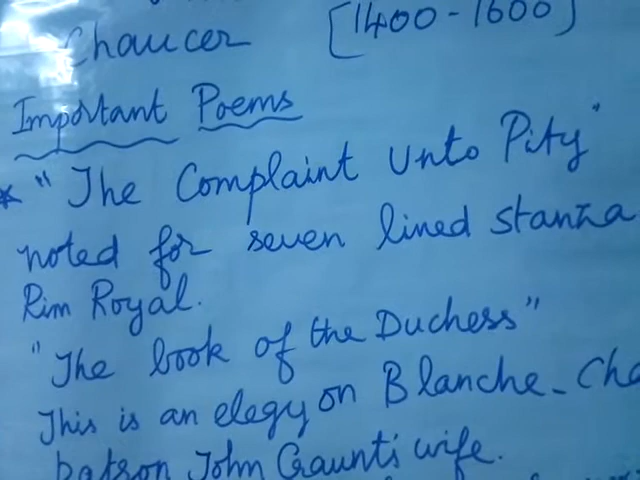 Chaucer [1400-1600]
Important Poems
* "The Complaint Unto Pity"
noted for seven lined stanza
Rim Royal.
"The book of the Duchess"
This is an elegy on Blanche - Cha
patron John Gaunt's wife.